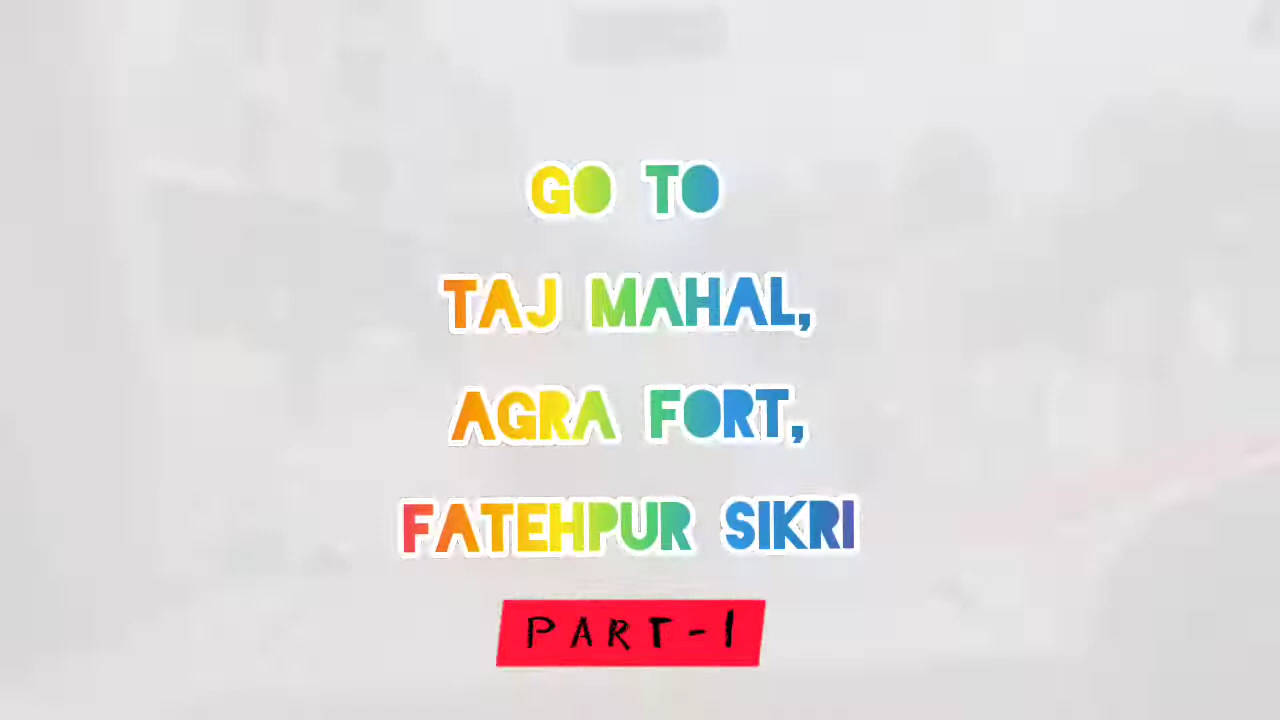 GO TO
TAJ MAHAL,
AGRA FORT,
FATEHPUR SIKRI
PART-1